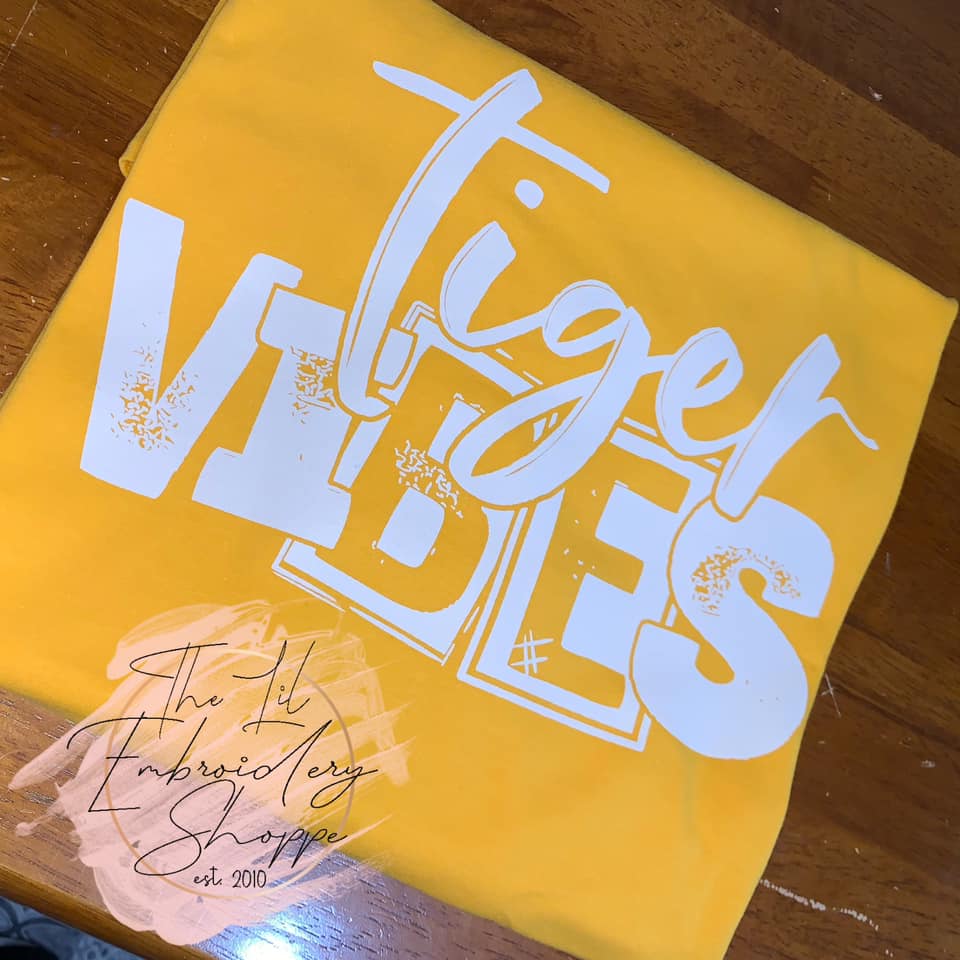 Tiger
VIBES
#
The Lil
Embroidery
Shoppe
est. 2010